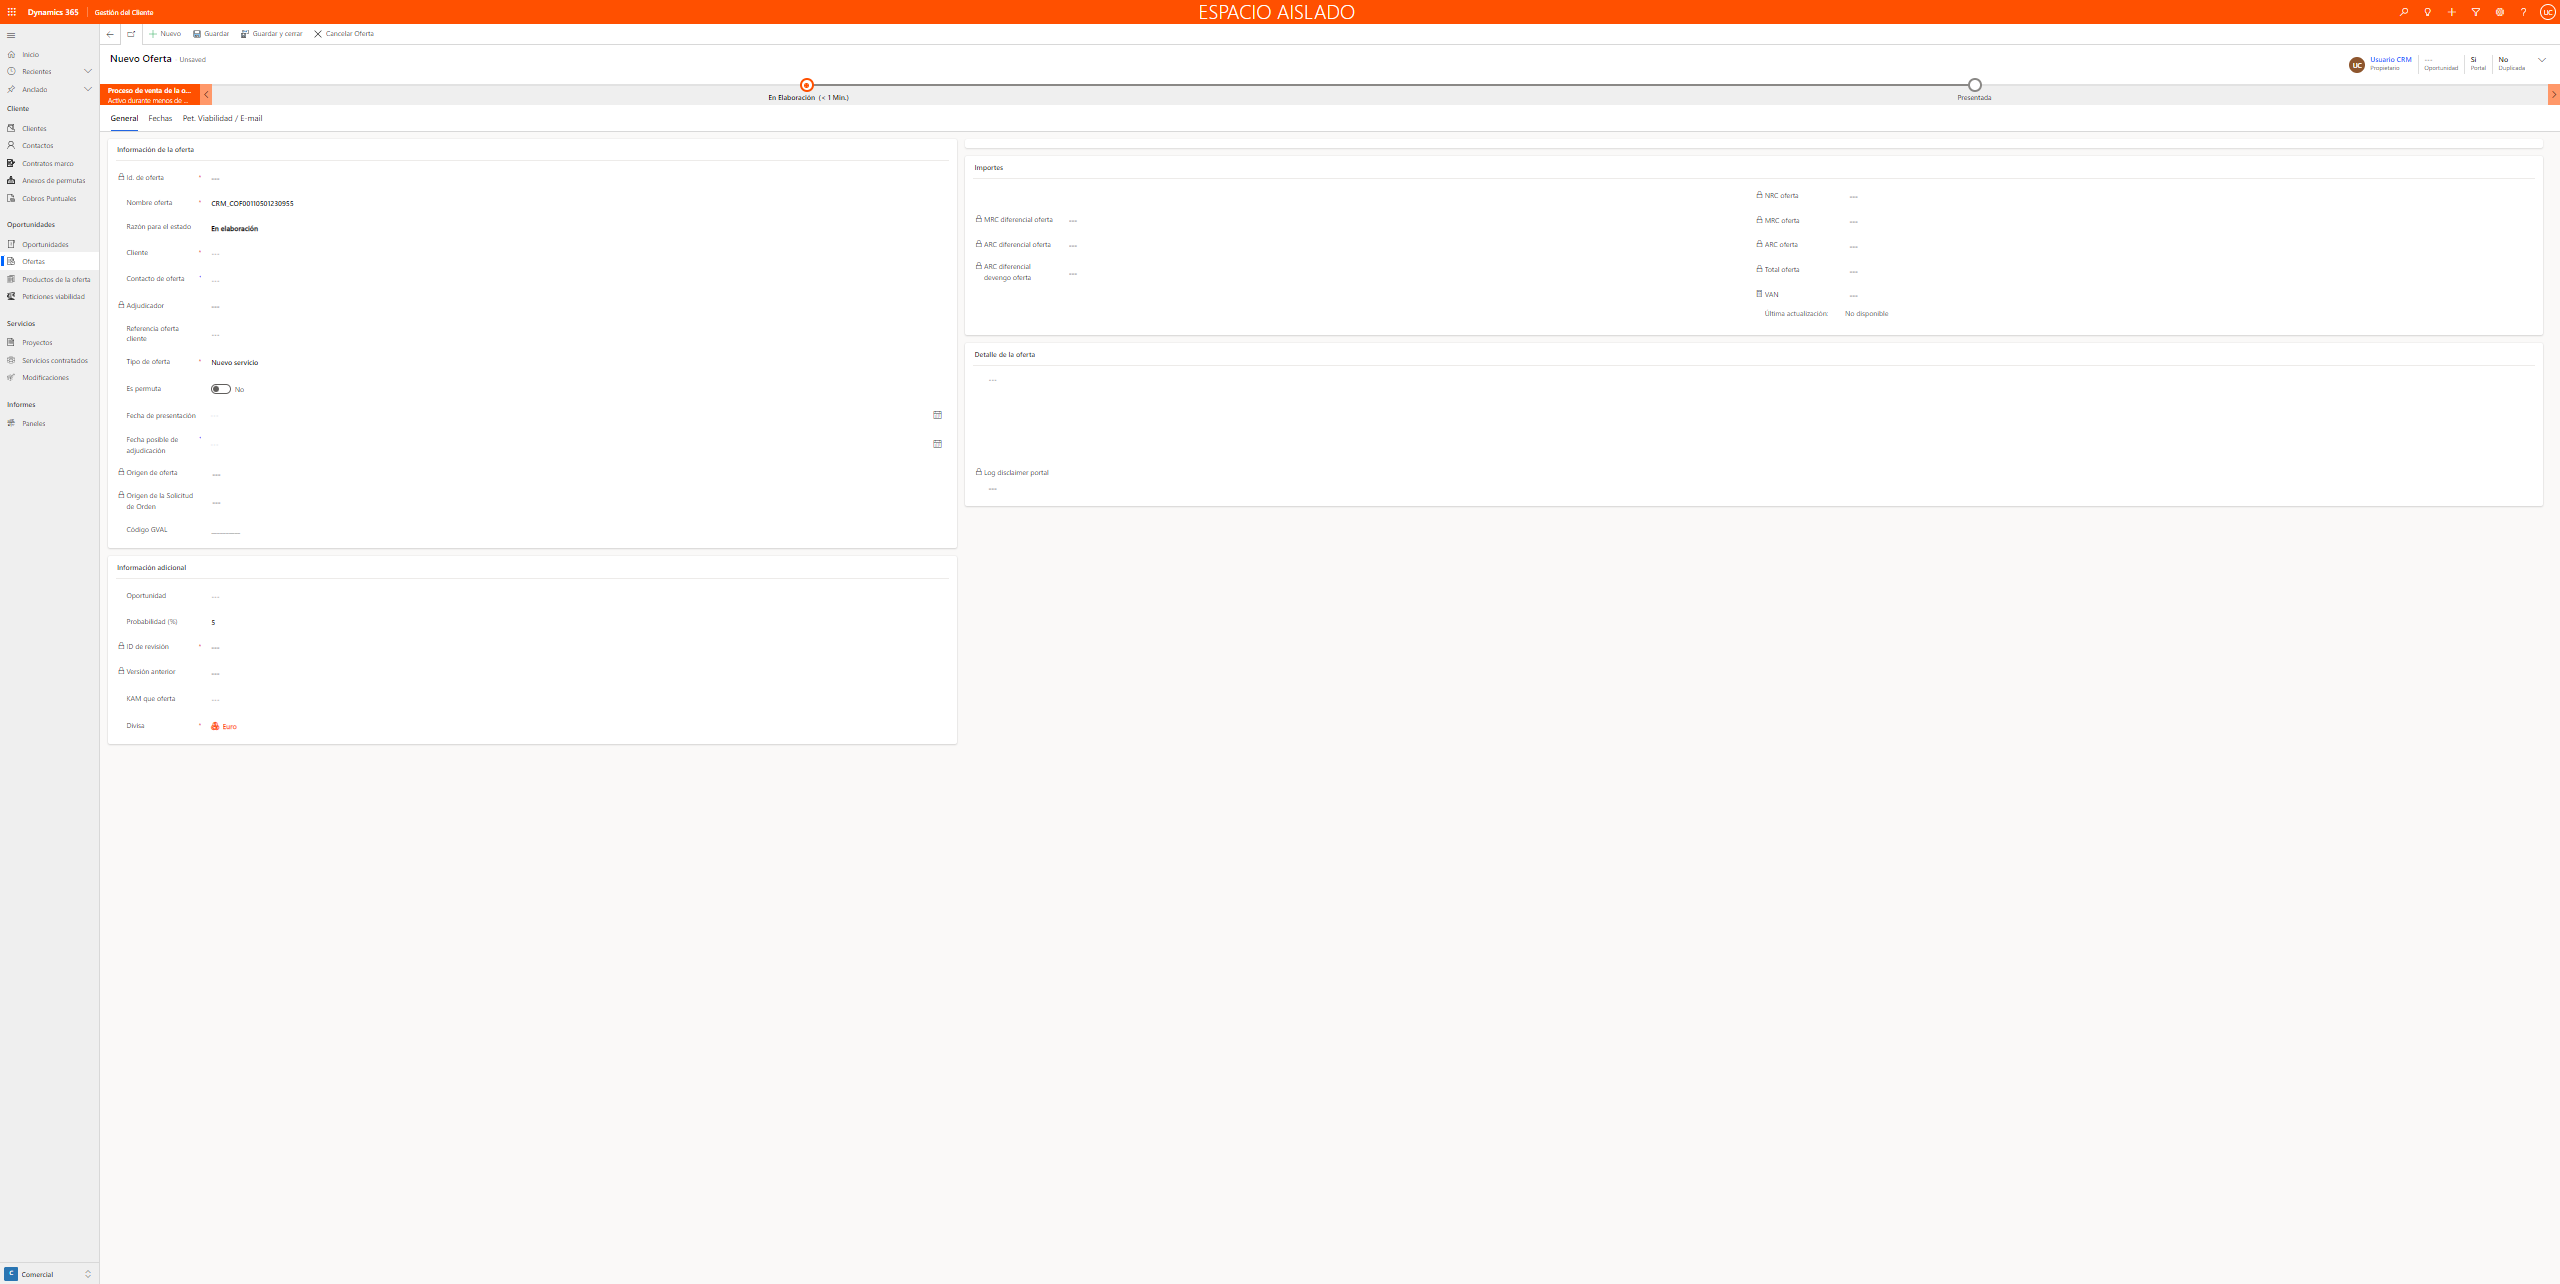 Dynamics 365
Gestión del Cliente
ESPACIO AISLADO
UC
Nuevo
Guardar
Guardar y cerrar
Cancelar Oferta
Inicio
Recientes
Anclado
Cliente
Clientes
Contactos
Contratos marco
Anexos de permutas
Cobros Puntuales
Oportunidades
Oportunidades
Ofertas
Productos de la oferta
Peticiones viabilidad
Servicios
Proyectos
Servicios contratados
Modificaciones
Informes
Paneles
C Comercial
Nuevo Oferta Unsaved
UC
Usuario CRM
Propietario
---
Oportunidad
Sí
Portal
No
Duplicada
Proceso de venta de la o...
Activo durante menos de ...
En Elaboración (< 1 Min.)
Presentada
General Fechas Pet. Viabilidad / E-mail
Información de la oferta
Id. de oferta * ---
Nombre oferta * CRM_COF00110501230955
Razón para el estado En elaboración
Cliente * ---
Contacto de oferta * ---
Adjudicador ---
Referencia oferta
cliente ---
Tipo de oferta * Nuevo servicio
Es permuta No
Fecha de presentación ---
Fecha posible de
adjudicación * ---
Origen de oferta ---
Origen de la Solicitud
de Orden ---
Código GVAL
Información adicional
Oportunidad ---
Probabilidad (%) 5
ID de revisión * ---
Versión anterior ---
KAM que oferta ---
Divisa * Euro
Importes
MRC diferencial oferta ---
ARC diferencial oferta ---
ARC diferencial
devengo oferta ---
NRC oferta ---
MRC oferta ---
ARC oferta ---
Total oferta ---
VAN ---
Última actualización: No disponible
Detalle de la oferta
---
Log disclaimer portal
---